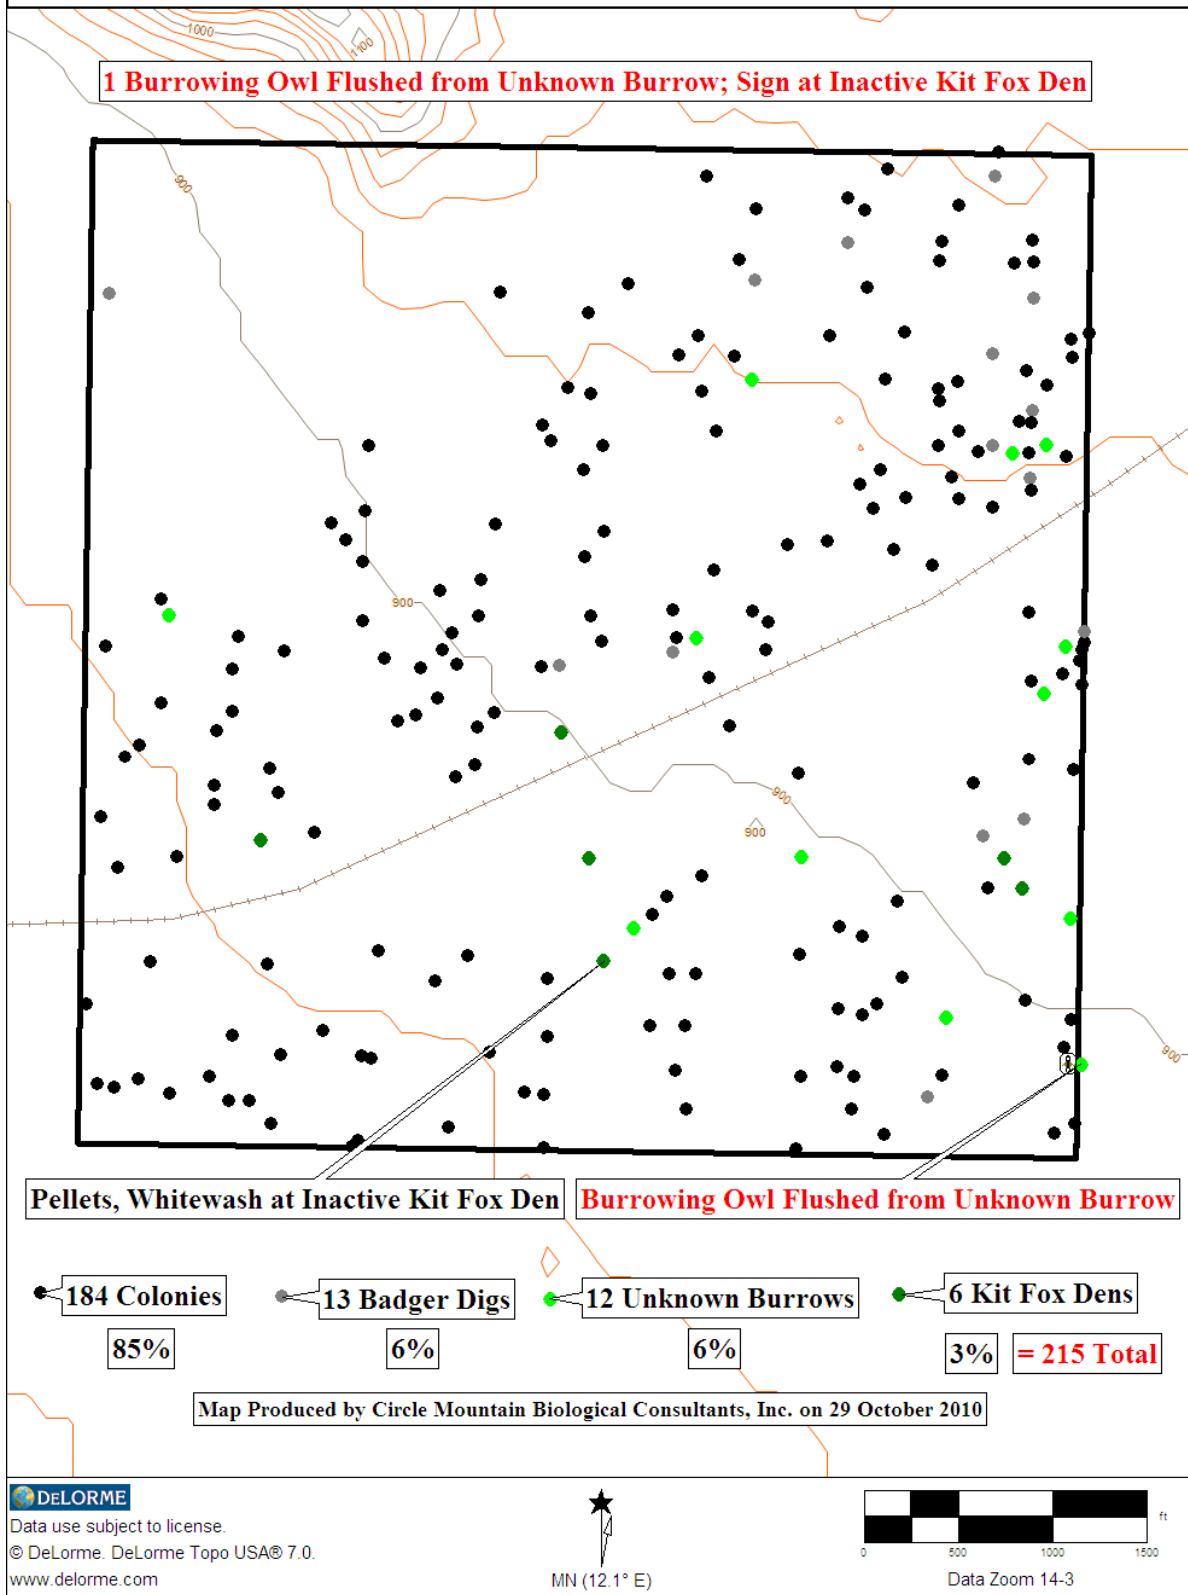 1000
1100
1 Burrowing Owl Flushed from Unknown Burrow; Sign at Inactive Kit Fox Den
900
900
900
900
900
Pellets, Whitewash at Inactive Kit Fox Den
Burrowing Owl Flushed from Unknown Burrow
184 Colonies
13 Badger Digs
12 Unknown Burrows
6 Kit Fox Dens
85%
6%
6%
3%
= 215 Total
Map Produced by Circle Mountain Biological Consultants, Inc. on 29 October 2010
DELORME
Data use subject to license.
© DeLorme. DeLorme Topo USA® 7.0.
www.delorme.com
MN (12.1° E)
ft
0 500 1000 1500
Data Zoom 14-3